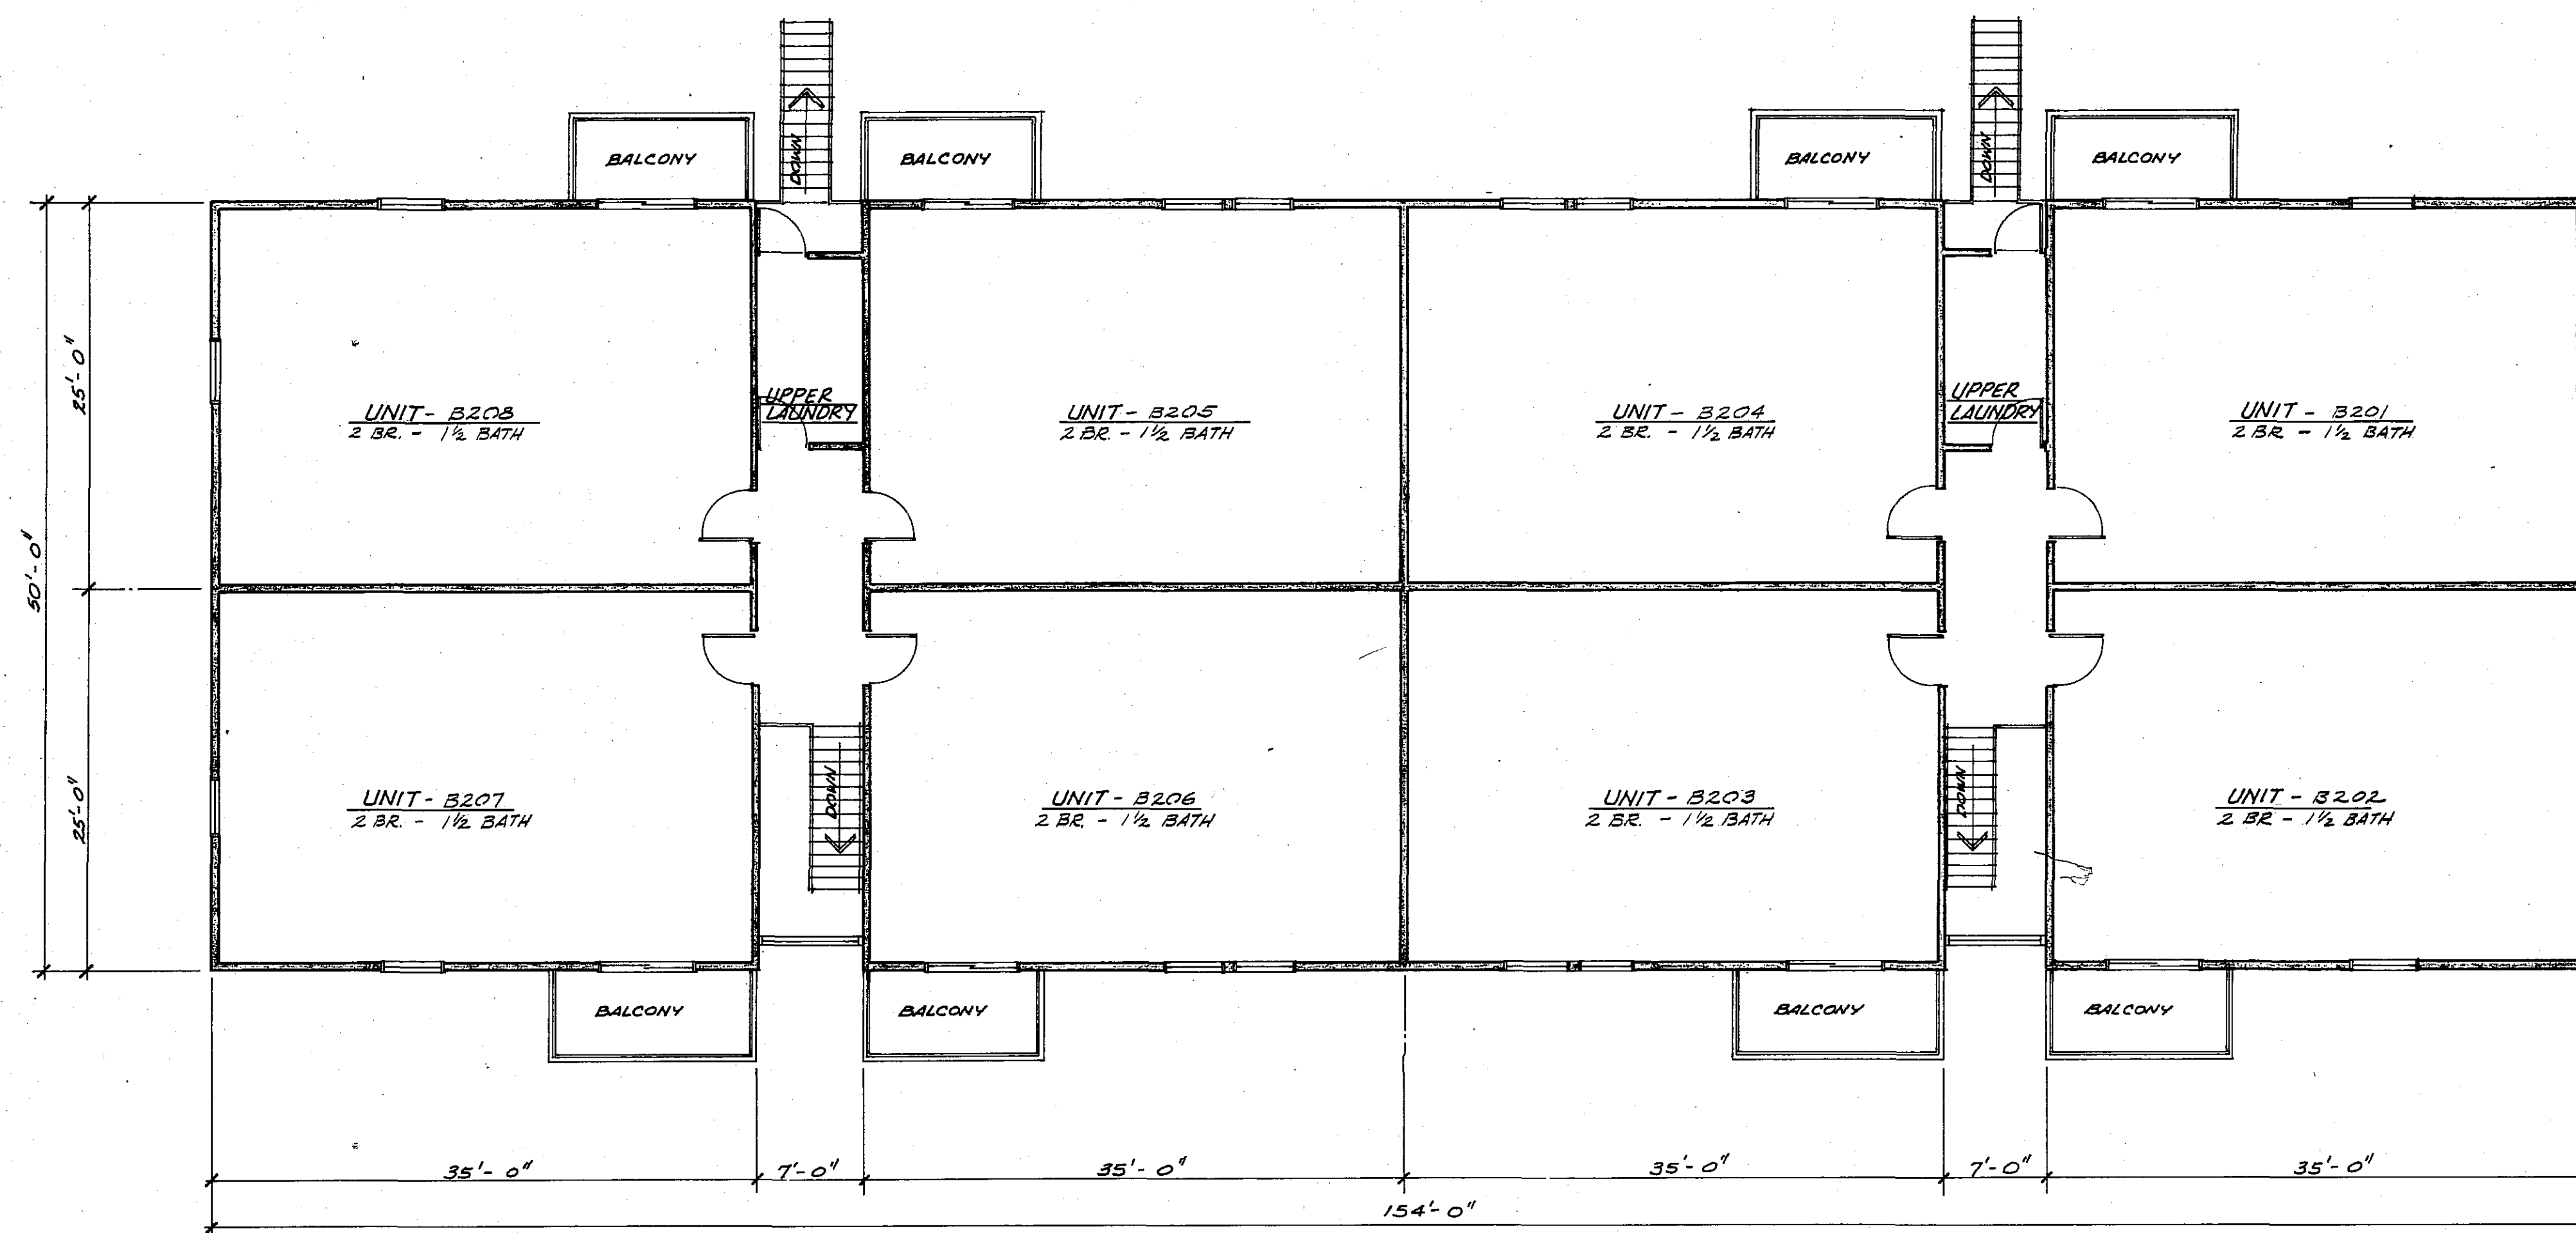 DOWN
DOWN
BALCONY
BALCONY
BALCONY
BALCONY
25'-0"
50'-0"
25'-0"
UNIT - B208
2 BR. - 1½ BATH
UPPER
LAUNDRY
UNIT - B205
2 BR. - 1½ BATH
UNIT - B204
2 BR. - 1½ BATH
UPPER
LAUNDRY
UNIT - B201
2 BR - 1½ BATH
UNIT - B207
2 BR. - 1½ BATH
DOWN
UNIT - B206
2 BR. - 1½ BATH
UNIT - B203
2 BR. - 1½ BATH
DOWN
UNIT - B202
2 BR - 1½ BATH
BALCONY
BALCONY
BALCONY
BALCONY
35'-0"
7'-0"
35'-0"
35'-0"
7'-0"
35'-0"
154'-0"